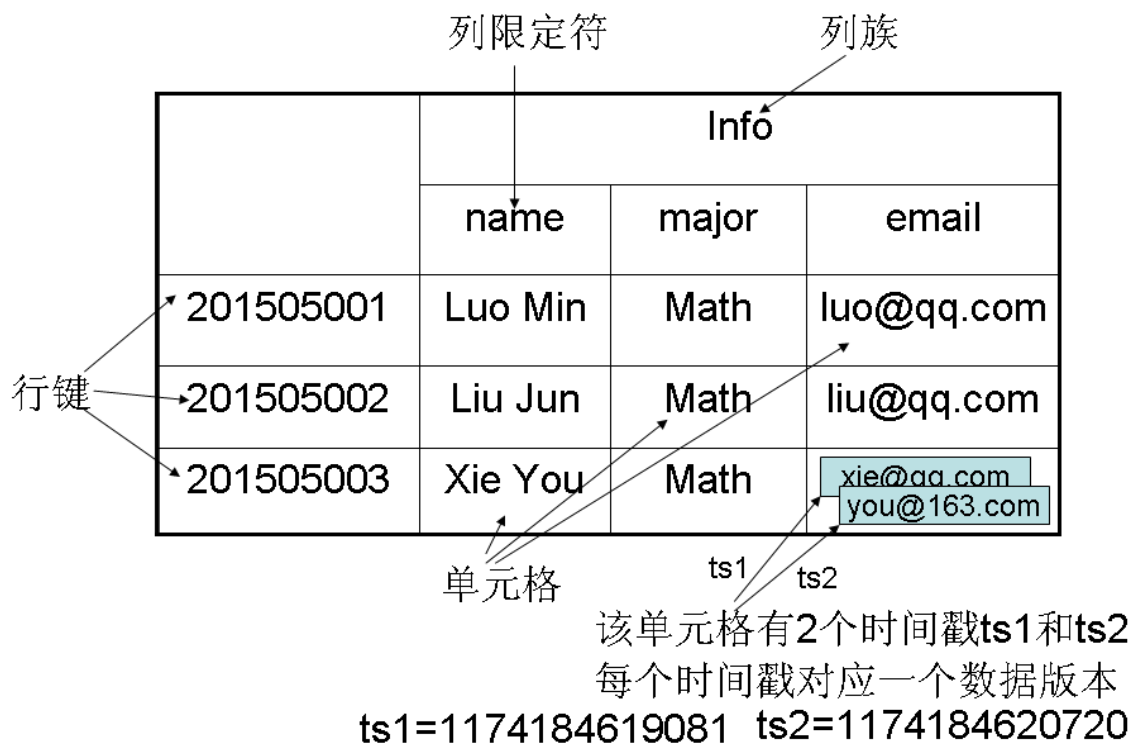 列限定符 列族
Info
name major email
201505001 Luo Min Math luo@qq.com
行键
201505002 Liu Jun Math liu@qq.com
201505003 Xie You Math xie@qq.com
you@163.com
单元格 ts1 ts2
该单元格有2个时间戳ts1和ts2
每个时间戳对应一个数据版本
ts1=1174184619081 ts2=1174184620720